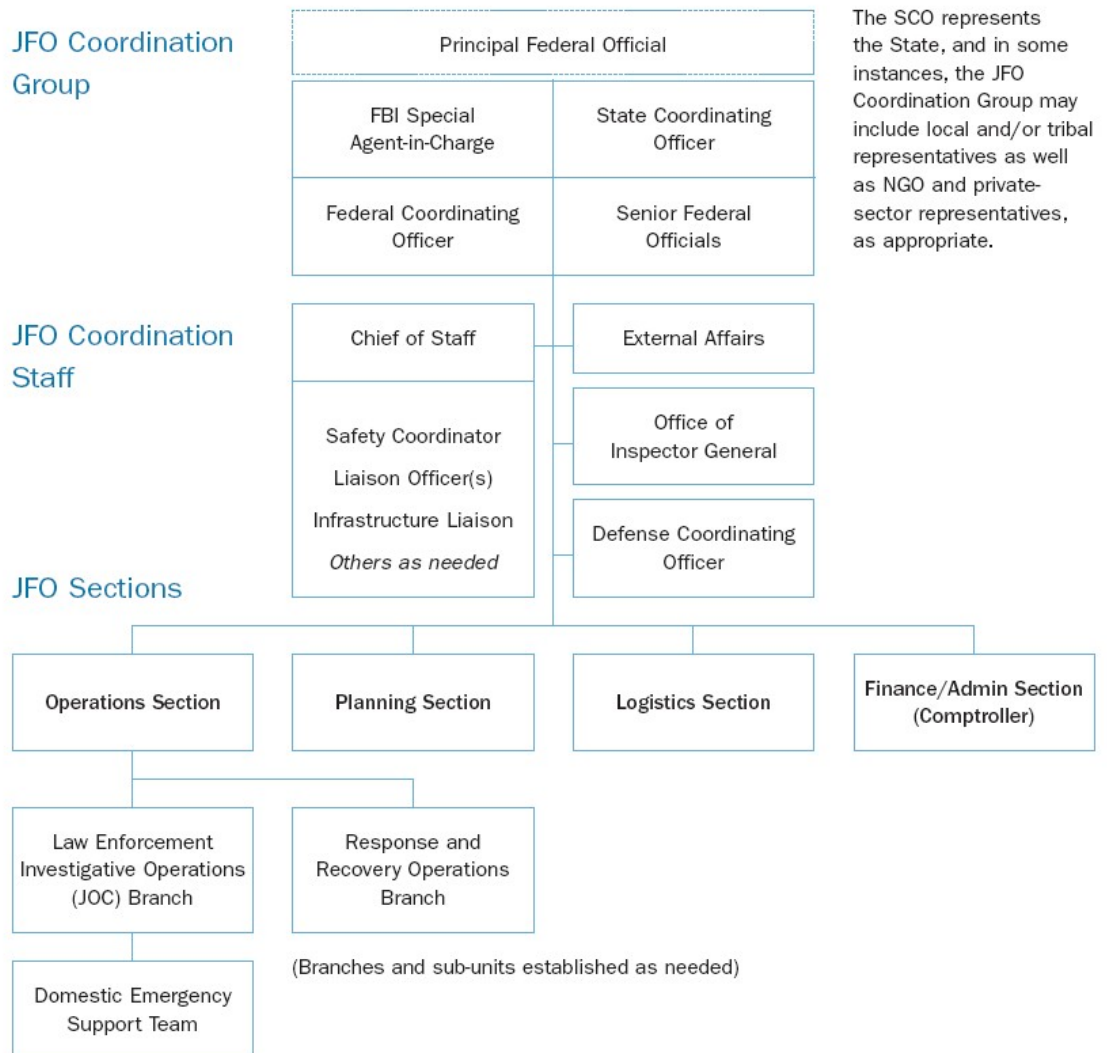 JFO Coordination
Group
Principal Federal Official
FBI Special
Agent-in-Charge
State Coordinating
Officer
Federal Coordinating
Officer
Senior Federal
Officials
The SCO represents
the State, and in some
instances, the JFO
Coordination Group may
include local and/or tribal
representatives as well
as NGO and private-
sector representatives,
as appropriate.
JFO Coordination
Staff
Chief of Staff
External Affairs
Safety Coordinator
Liaison Officer(s)
Infrastructure Liaison
Others as needed
Office of
Inspector General
Defense Coordinating
Officer
JFO Sections
Operations Section
Planning Section
Logistics Section
Finance/Admin Section
(Comptroller)
Law Enforcement
Investigative Operations
(JOC) Branch
Response and
Recovery Operations
Branch
(Branches and sub-units established as needed)
Domestic Emergency
Support Team